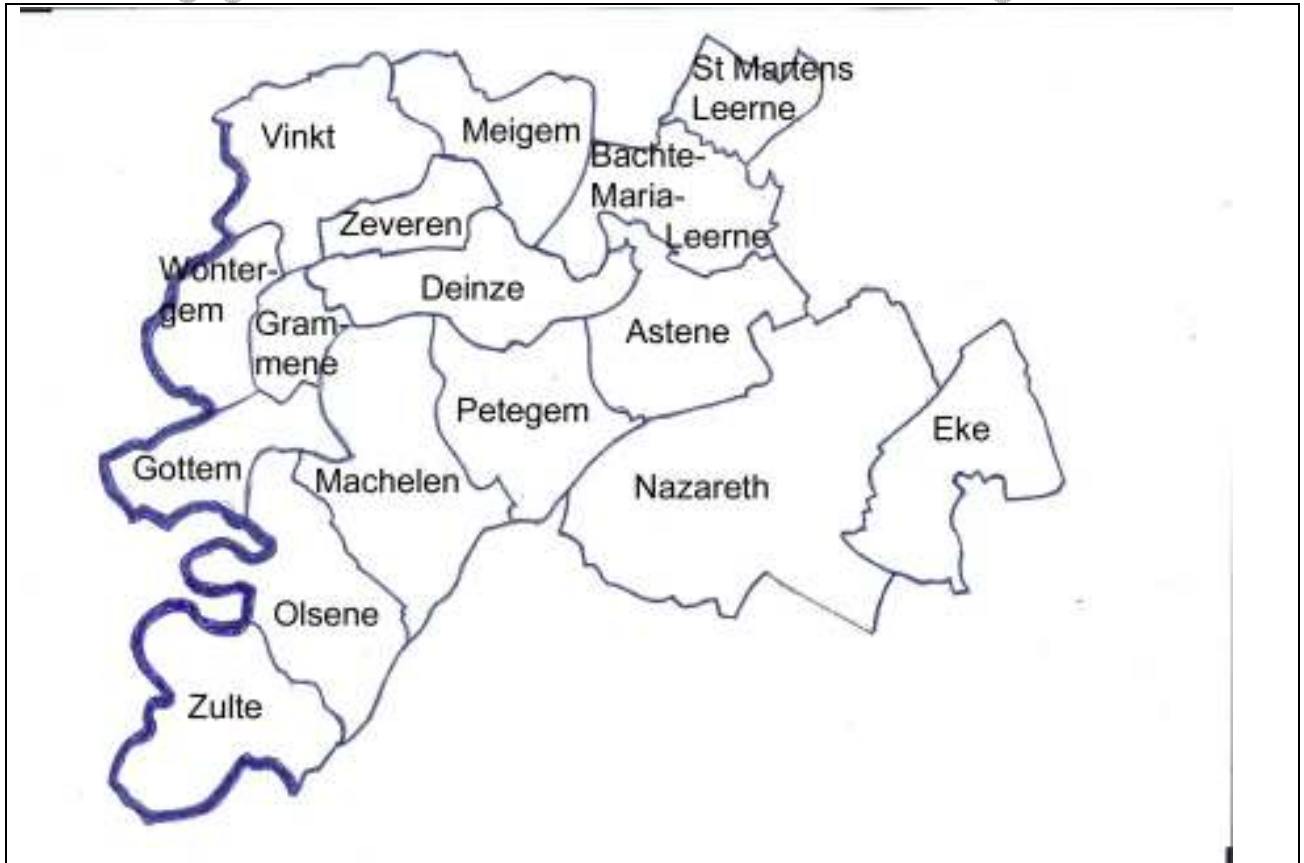 St Martens
Leerne
Vinkt
Meigem
Bachte-
Maria-
Leerne
Zeveren
Wonter-
gem
Deinze
Gram-
mene
Astene
Petegem
Eke
Gottem
Machelen
Nazareth
Olsene
Zulte